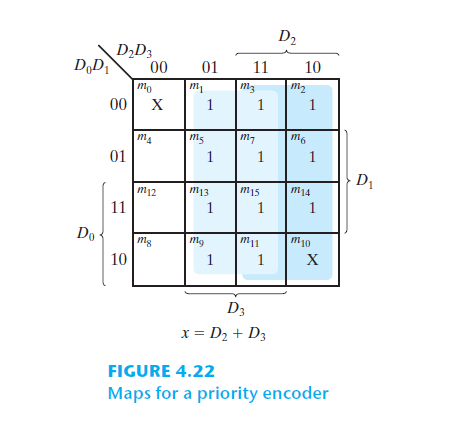 D₂
D₂D₃
D₀D₁
00 01 11 10
m₀ m₁ m₃ m₂
00 X 1 1 1
m₄ m₅ m₇ m₆
01 1 1 1
D₁
m₁₂ m₁₃ m₁₅ m₁₄
11 1 1 1
D₀
m₈ m₉ m₁₁ m₁₀
10 1 1 X
D₃
x = D₂ + D₃
FIGURE 4.22
Maps for a priority encoder